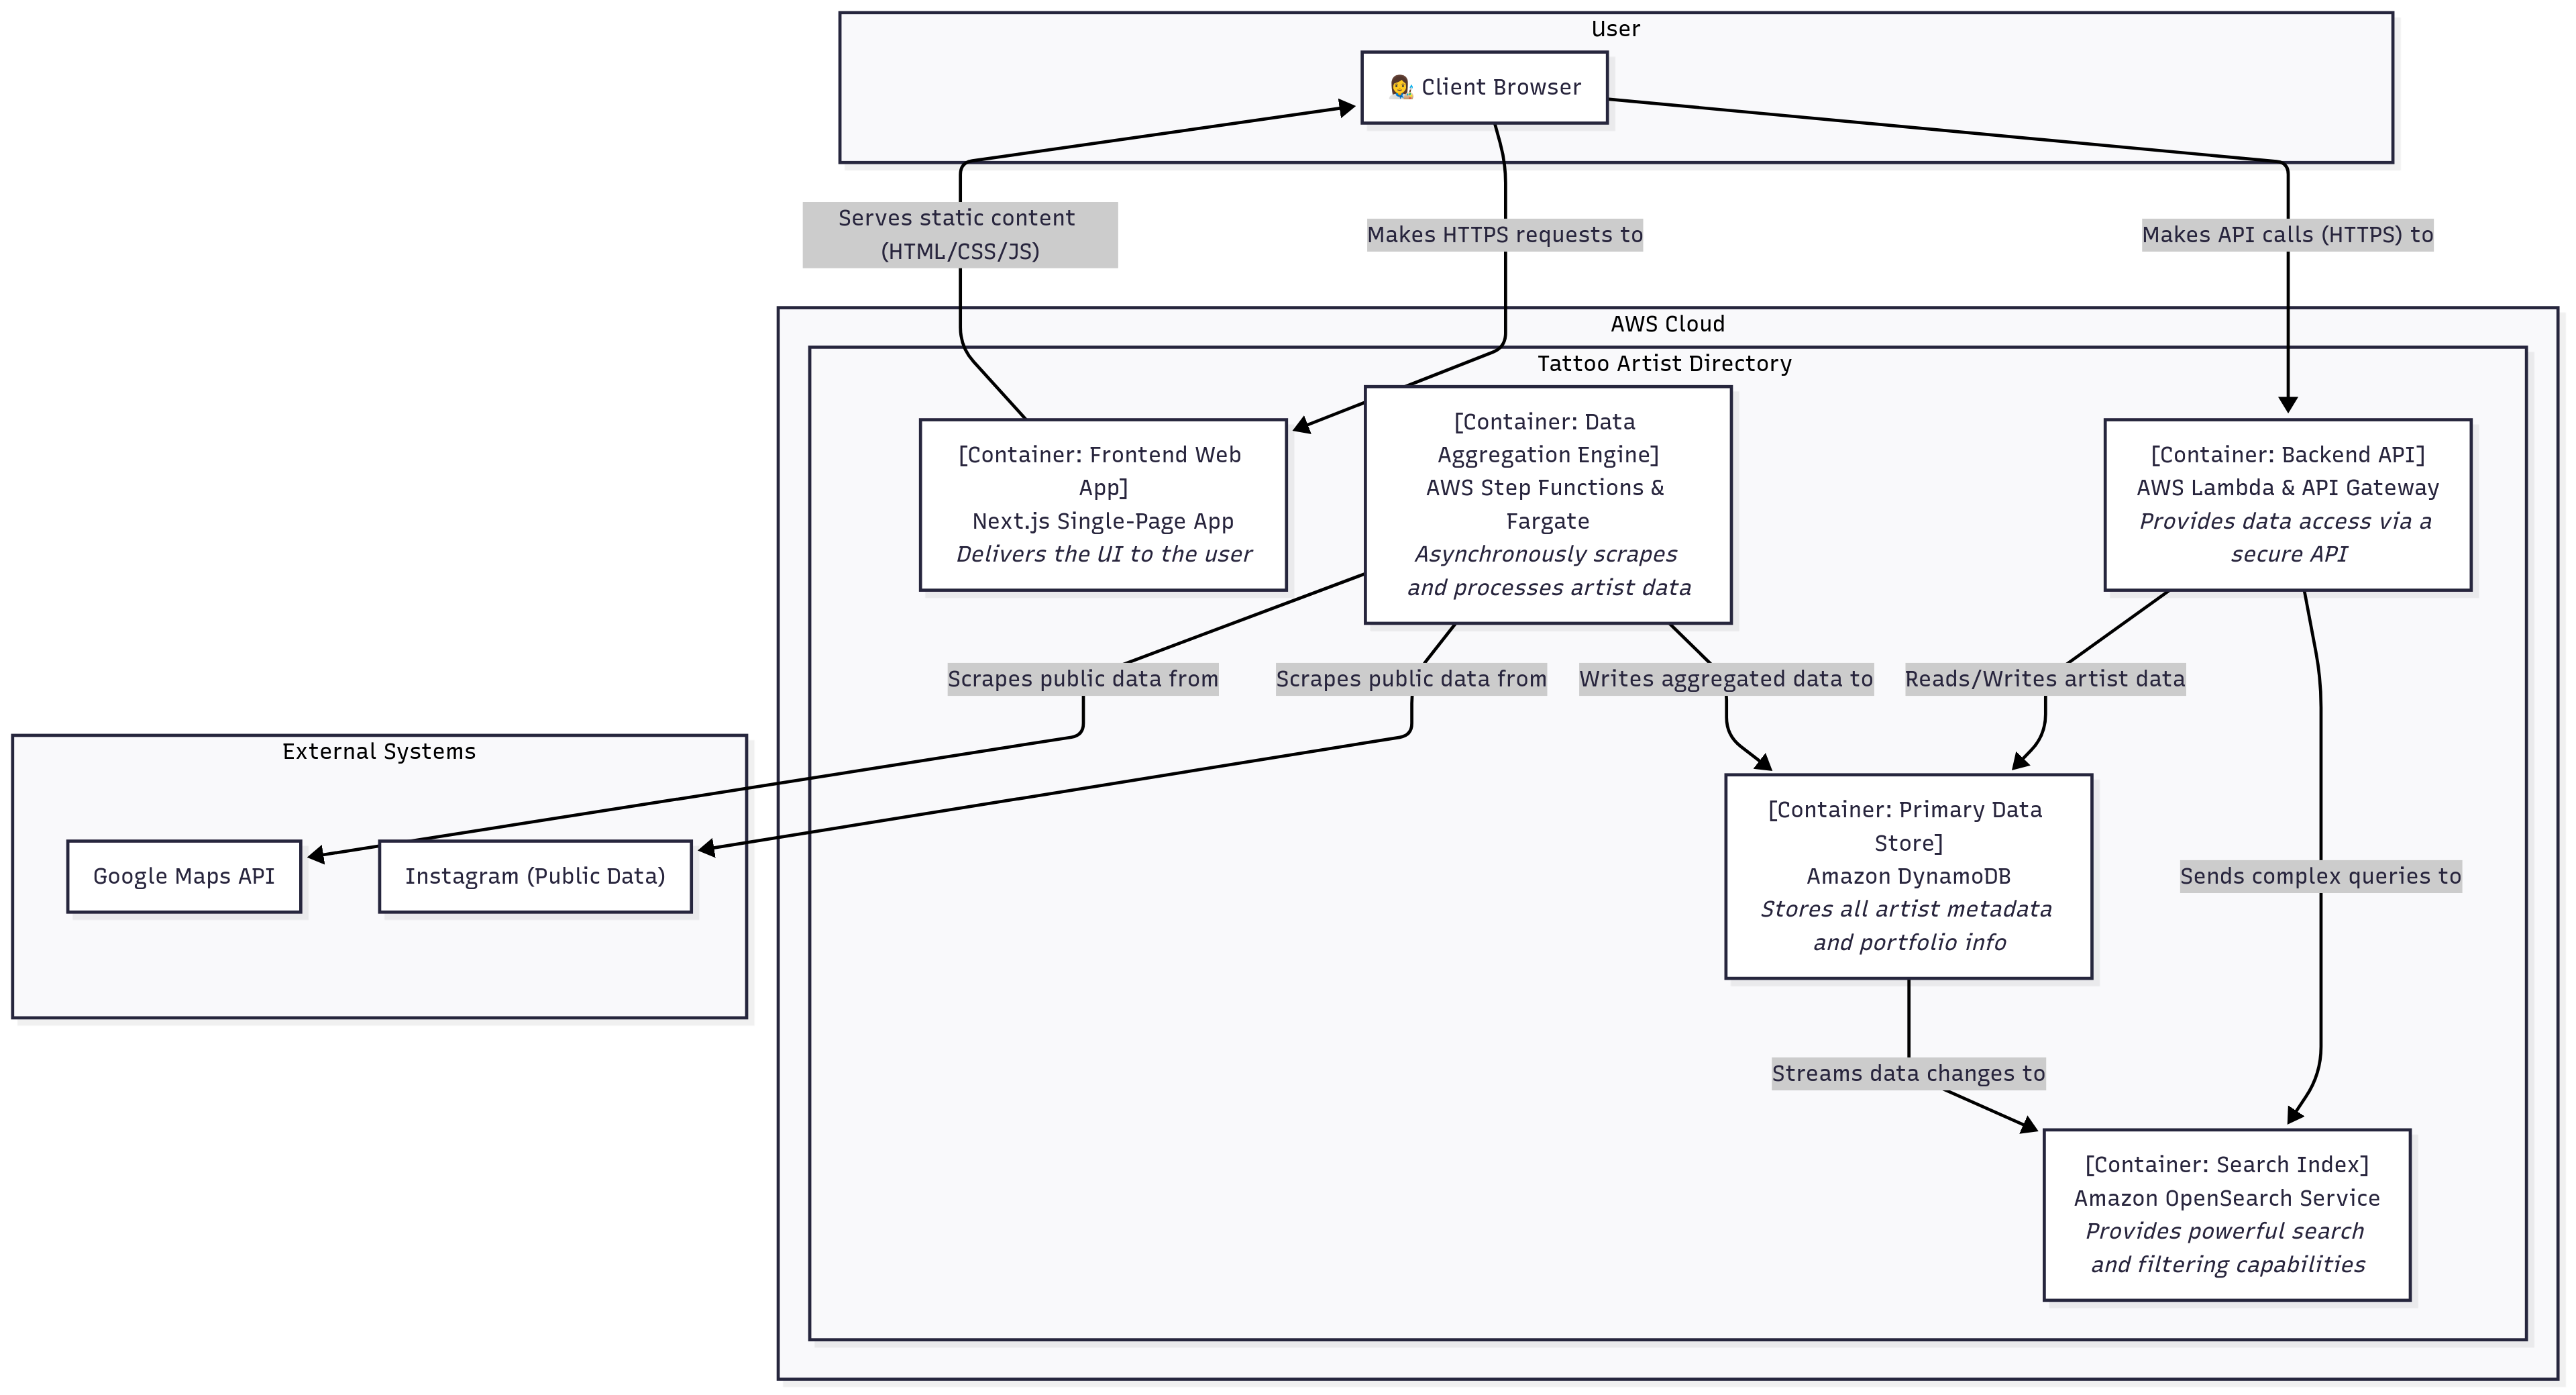 User
👩‍🎨 Client Browser
Serves static content
(HTML/CSS/JS)
Makes HTTPS requests to
Makes API calls (HTTPS) to
AWS Cloud
Tattoo Artist Directory
[Container: Frontend Web
App]
Next.js Single-Page App
Delivers the UI to the user
[Container: Data
Aggregation Engine]
AWS Step Functions &
Fargate
Asynchronously scrapes
and processes artist data
[Container: Backend API]
AWS Lambda & API Gateway
Provides data access via a
secure API
Scrapes public data from
Scrapes public data from
Writes aggregated data to
Reads/Writes artist data
External Systems
Google Maps API
Instagram (Public Data)
[Container: Primary Data
Store]
Amazon DynamoDB
Stores all artist metadata
and portfolio info
Sends complex queries to
Streams data changes to
[Container: Search Index]
Amazon OpenSearch Service
Provides powerful search
and filtering capabilities